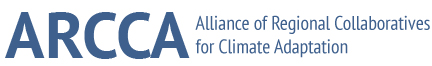 ARCCA
Alliance of Regional Collaboratives
for Climate Adaptation